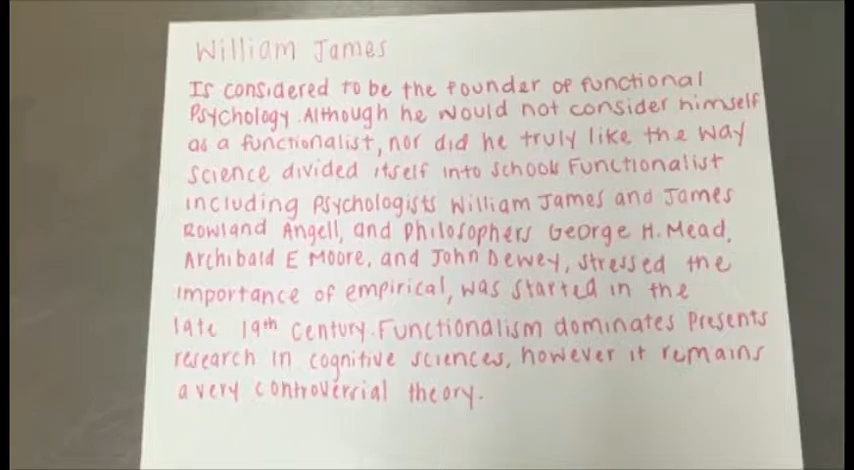 William James
Is considered to be the founder of functional
Psychology. Although he would not consider himself
as a functionalist, nor did he truly like the way
science divided itself into schools Functionalist
including Psychologists William James and James
Rowland Angell, and Philosophers George H. Mead,
Archibald E Moore, and John Dewey, stressed the
importance of empirical, was started in the
late 19th Century. Functionalism dominates Presents
research in cognitive sciences, however it remains
a very controvercial theory.